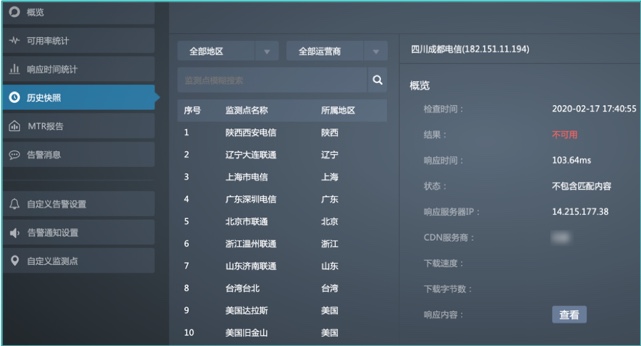 概览
可用率统计
响应时间统计
历史快照
MTR报告
告警消息
自定义告警设置
告警通知设置
自定义监测点
全部地区 全部运营商
监测点模糊搜索
序号 监测点名称 所属地区
1 陕西西安电信 陕西
2 辽宁大连联通 辽宁
3 上海市电信 上海
4 广东深圳电信 广东
5 北京市联通 北京
6 浙江温州联通 浙江
7 山东济南联通 山东
8 台湾台北 台湾
9 美国达拉斯 美国
10 美国旧金山 美国
四川成都电信(182.151.11.194)
概览
检查时间： 2020-02-17 17:40:55
结果： 不可用
响应时间： 103.64ms
状态： 不包含匹配内容
响应服务器IP： 14.215.177.38
CDN服务商：
下载速度：
下载字节数：
响应内容： 查看